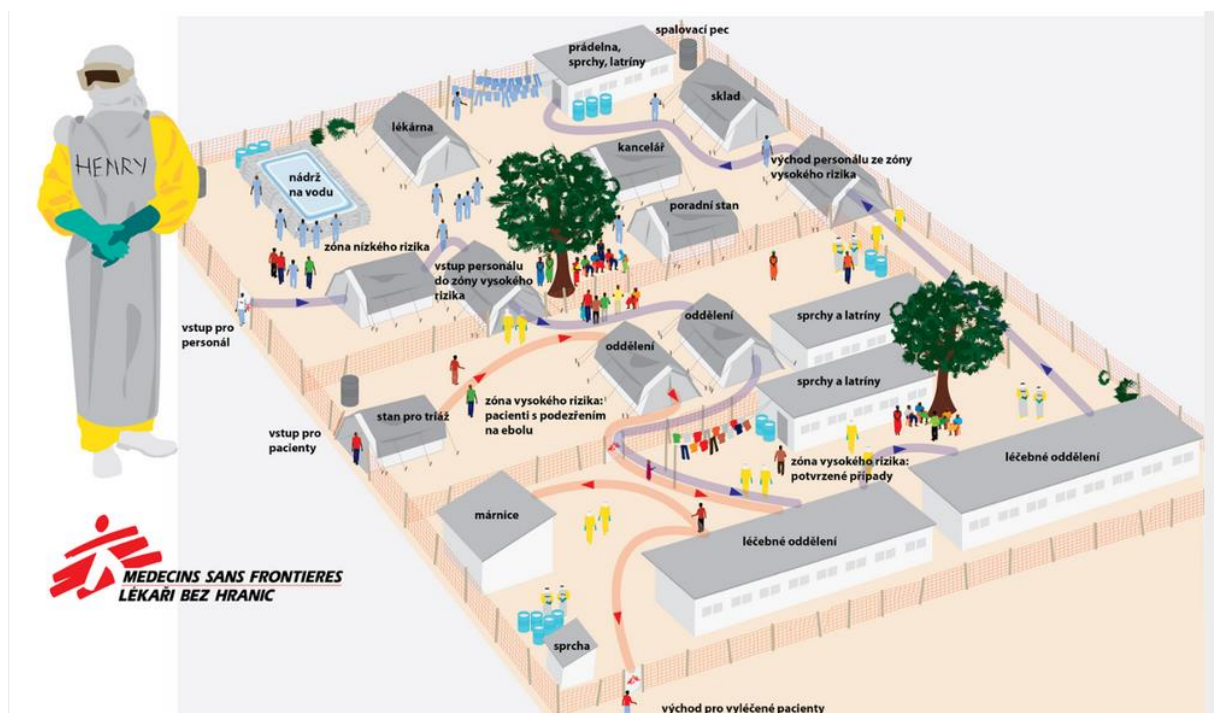 HENRY
MEDECINS SANS FRONTIERES
LÉKAŘI BEZ HRANIC
spalovací pec
prádelna,
sprchy, latríny
sklad
lékárna
kancelář
východ personálu ze zóny
vysokého rizika
nádrž
na vodu
poradní stan
zóna nízkého rizika
vstup personálu
do zóny vysokého
rizika
vstup pro
personál
oddělení
oddělení
sprchy a latríny
sprchy a latríny
stan pro triáž
zóna vysokého rizika:
pacienti s podezřením
na ebolu
vstup pro
pacienty
zóna vysokého rizika:
potvrzené případy
léčebné oddělení
márnice
léčebné oddělení
sprcha
východ pro vyléčené pacienty